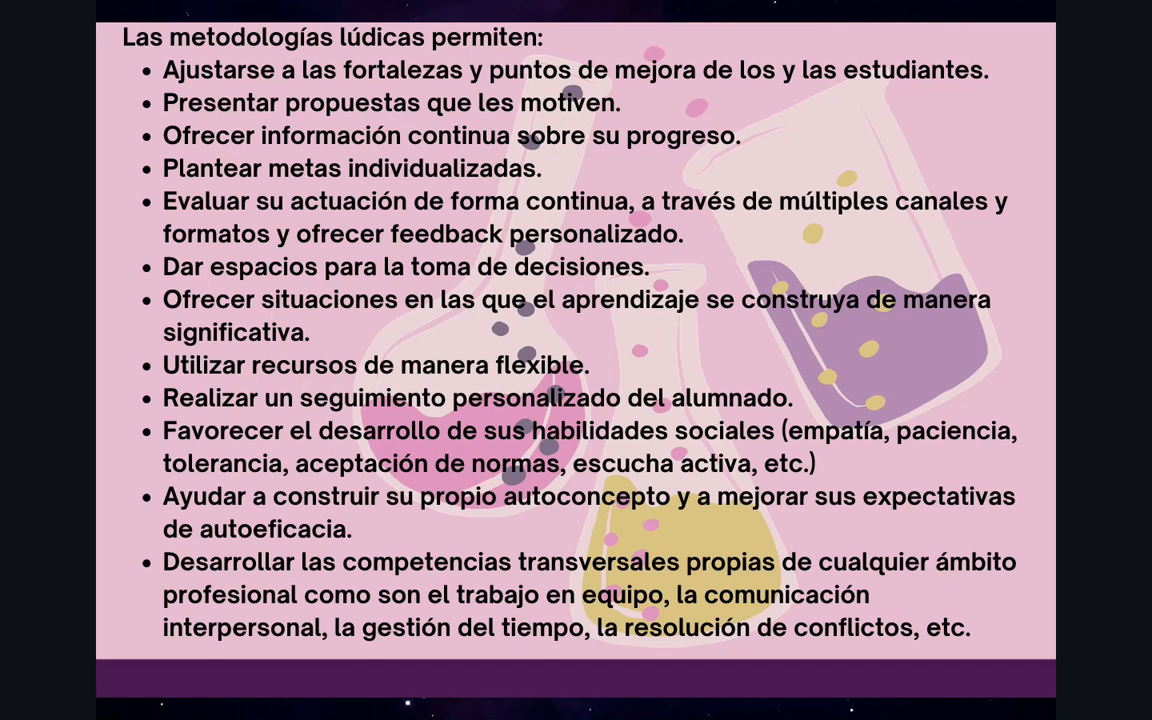 Las metodologías lúdicas permiten:
• Ajustarse a las fortalezas y puntos de mejora de los y las estudiantes.
• Presentar propuestas que les motiven.
• Ofrecer información continua sobre su progreso.
• Plantear metas individualizadas.
• Evaluar su actuación de forma continua, a través de múltiples canales y
formatos y ofrecer feedback personalizado.
• Dar espacios para la toma de decisiones.
• Ofrecer situaciones en las que el aprendizaje se construya de manera
significativa.
• Utilizar recursos de manera flexible.
• Realizar un seguimiento personalizado del alumnado.
• Favorecer el desarrollo de sus habilidades sociales (empatía, paciencia,
tolerancia, aceptación de normas, escucha activa, etc.)
• Ayudar a construir su propio autoconcepto y a mejorar sus expectativas
de autoeficacia.
• Desarrollar las competencias transversales propias de cualquier ámbito
profesional como son el trabajo en equipo, la comunicación
interpersonal, la gestión del tiempo, la resolución de conflictos, etc.